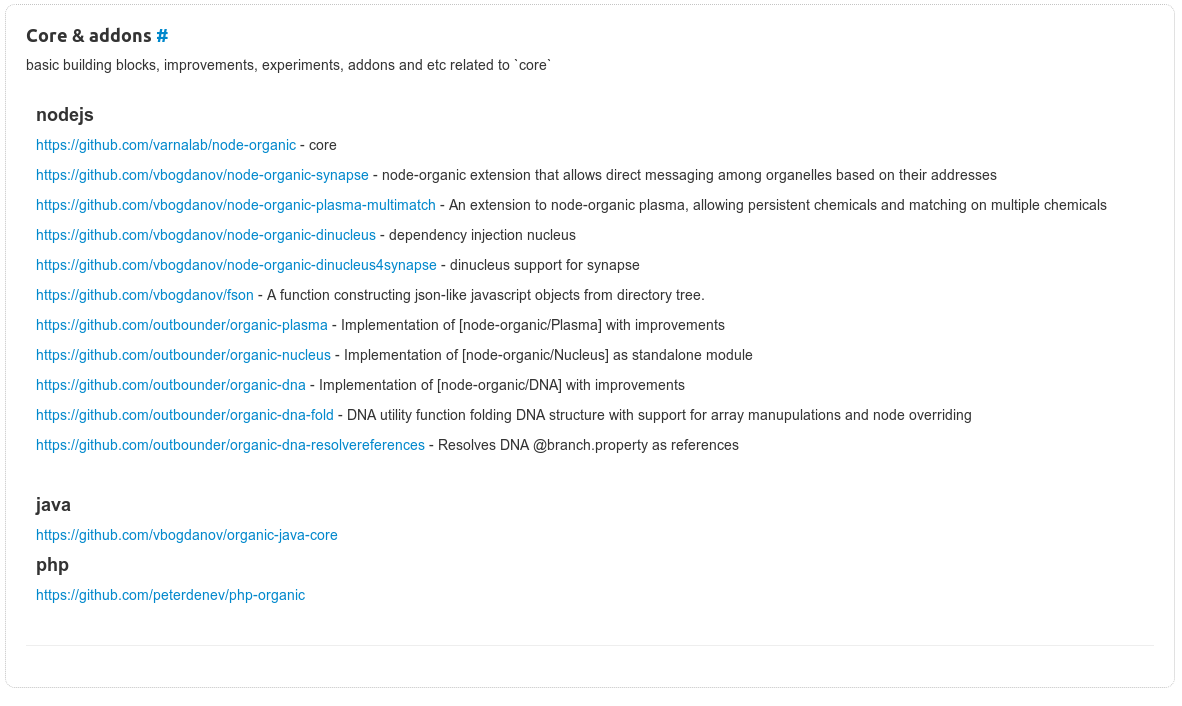 Core & addons #
basic building blocks, improvements, experiments, addons and etc related to `core`
nodejs
https://github.com/varnalab/node-organic - core
https://github.com/vbogdanov/node-organic-synapse - node-organic extension that allows direct messaging among organelles based on their addresses
https://github.com/vbogdanov/node-organic-plasma-multimatch - An extension to node-organic plasma, allowing persistent chemicals and matching on multiple chemicals
https://github.com/vbogdanov/node-organic-dinucleus - dependency injection nucleus
https://github.com/vbogdanov/node-organic-dinucleus4synapse - dinucleus support for synapse
https://github.com/vbogdanov/fson - A function constructing json-like javascript objects from directory tree.
https://github.com/outbounder/organic-plasma - Implementation of [node-organic/Plasma] with improvements
https://github.com/outbounder/organic-nucleus - Implementation of [node-organic/Nucleus] as standalone module
https://github.com/outbounder/organic-dna - Implementation of [node-organic/DNA] with improvements
https://github.com/outbounder/organic-dna-fold - DNA utility function folding DNA structure with support for array manupulations and node overriding
https://github.com/outbounder/organic-dna-resolvereferences - Resolves DNA @branch.property as references
java
https://github.com/vbogdanov/organic-java-core
php
https://github.com/peterdenev/php-organic